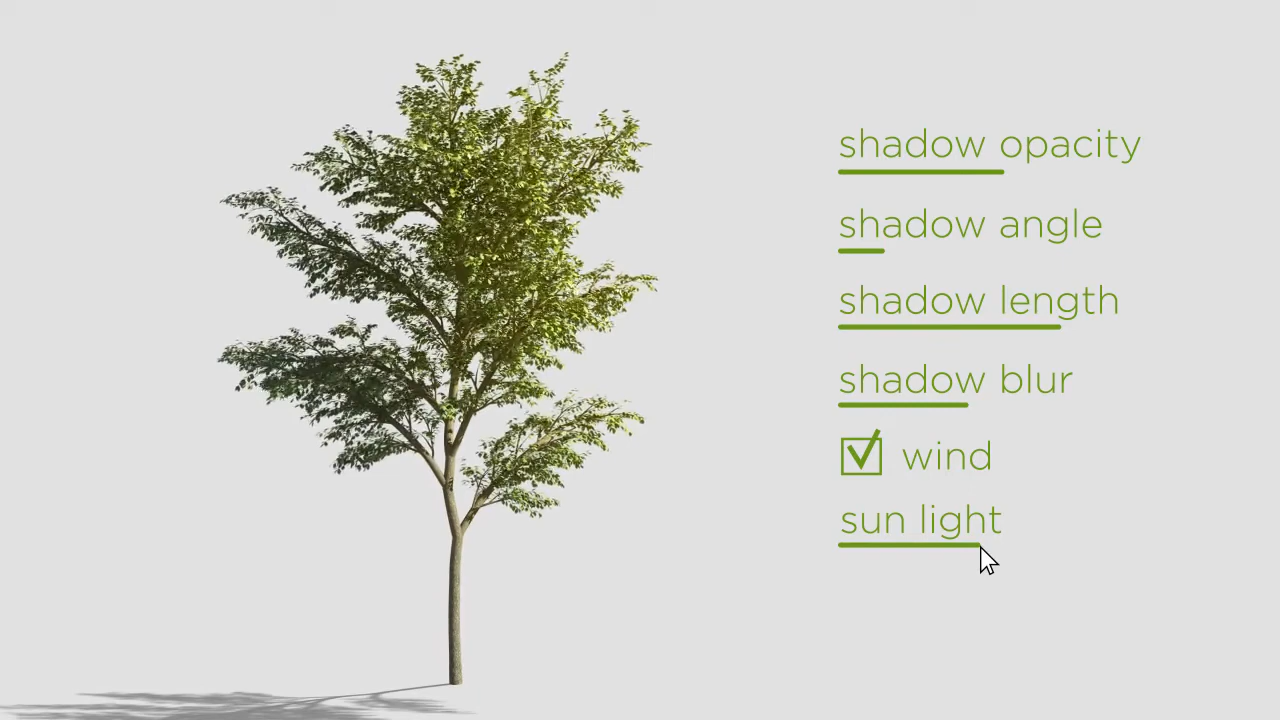 shadow opacity
shadow angle
shadow length
shadow blur
wind
sun light